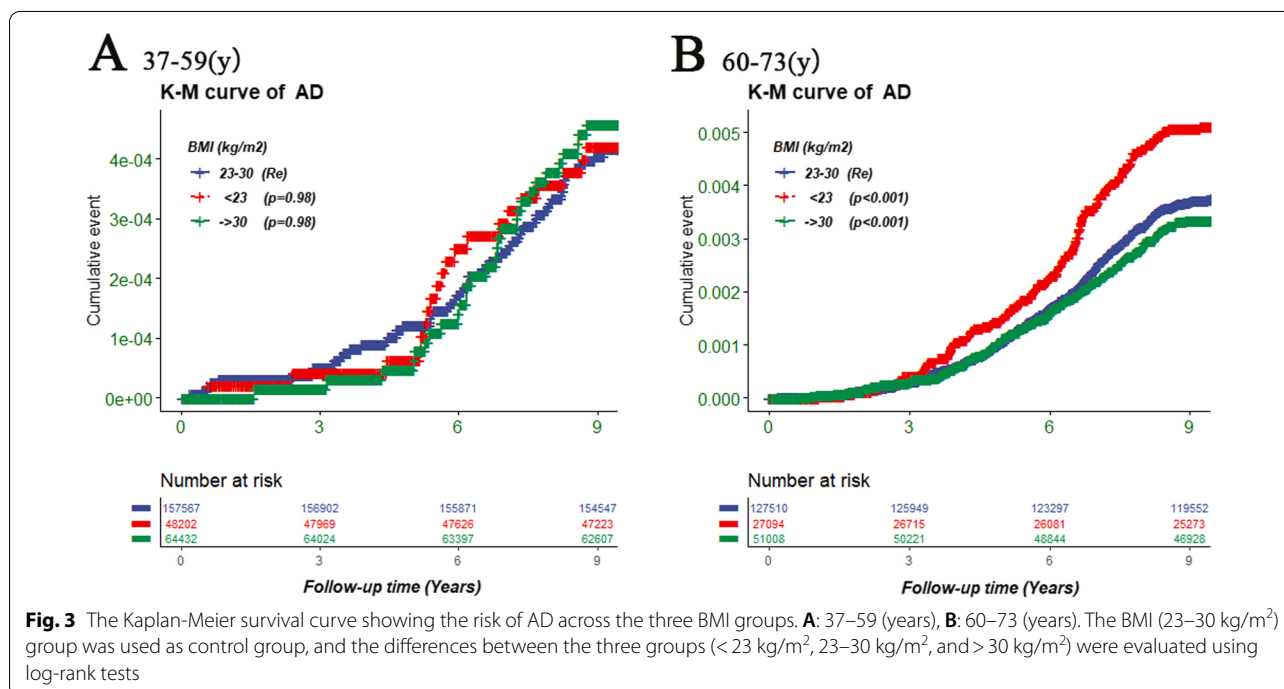 A 37-59(y)
K-M curve of AD
BMI (kg/m2)
23-30 (Re)
<23 (p=0.98)
->30 (p=0.98)
Cumulative event
4e-04
3e-04
2e-04
1e-04
0e+00
0 3 6 9
Number at risk
157567 156902 155871 154547
48202 47969 47626 47223
64432 64024 63397 62607
0 3 6 9
Follow-up time (Years)
B 60-73(y)
K-M curve of AD
BMI (kg/m2)
23-30 (Re)
<23 (p<0.001)
->30 (p<0.001)
Cumulative event
0.005
0.004
0.003
0.002
0.001
0.000
0 3 6 9
Number at risk
127510 125949 123297 119552
27094 26715 26081 25273
51008 50221 48844 46928
0 3 6 9
Follow-up time (Years)
Fig. 3 The Kaplan-Meier survival curve showing the risk of AD across the three BMI groups. A: 37–59 (years), B: 60–73 (years). The BMI (23–30 kg/m²)
group was used as control group, and the differences between the three groups (< 23 kg/m², 23–30 kg/m², and > 30 kg/m²) were evaluated using
log-rank tests